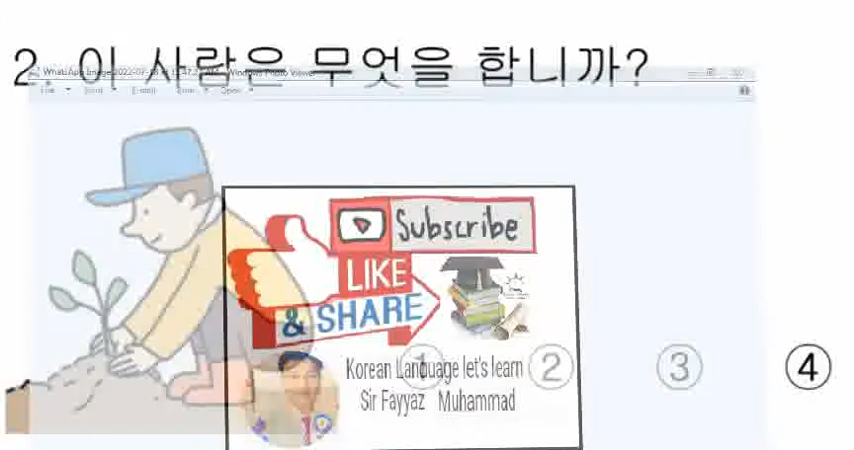 2. 이 사람은 무엇을 합니까?
Subscribe
LIKE
& SHARE
Korean Language let's learn
Sir Fayyaz Muhammad
① ② ③ ④